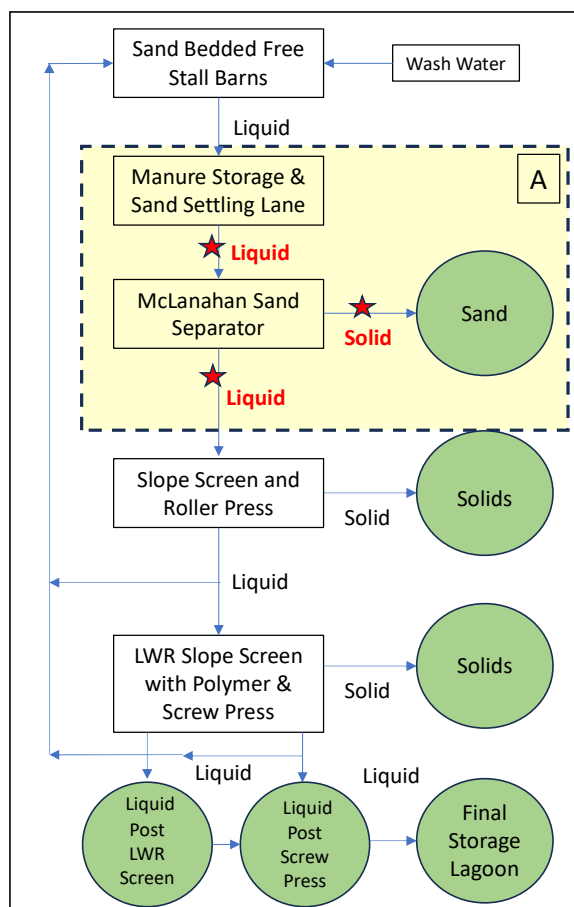 Sand Bedded Free
Stall Barns
Wash Water
Liquid
Manure Storage &
Sand Settling Lane
A
Liquid
McLanahan Sand
Separator
Solid
Sand
Liquid
Slope Screen and
Roller Press
Solid
Solids
Liquid
LWR Slope Screen
with Polymer &
Screw Press
Solid
Solids
Liquid
Liquid
Liquid
Post
LWR
Screen
Liquid
Post
Screw
Press
Final
Storage
Lagoon